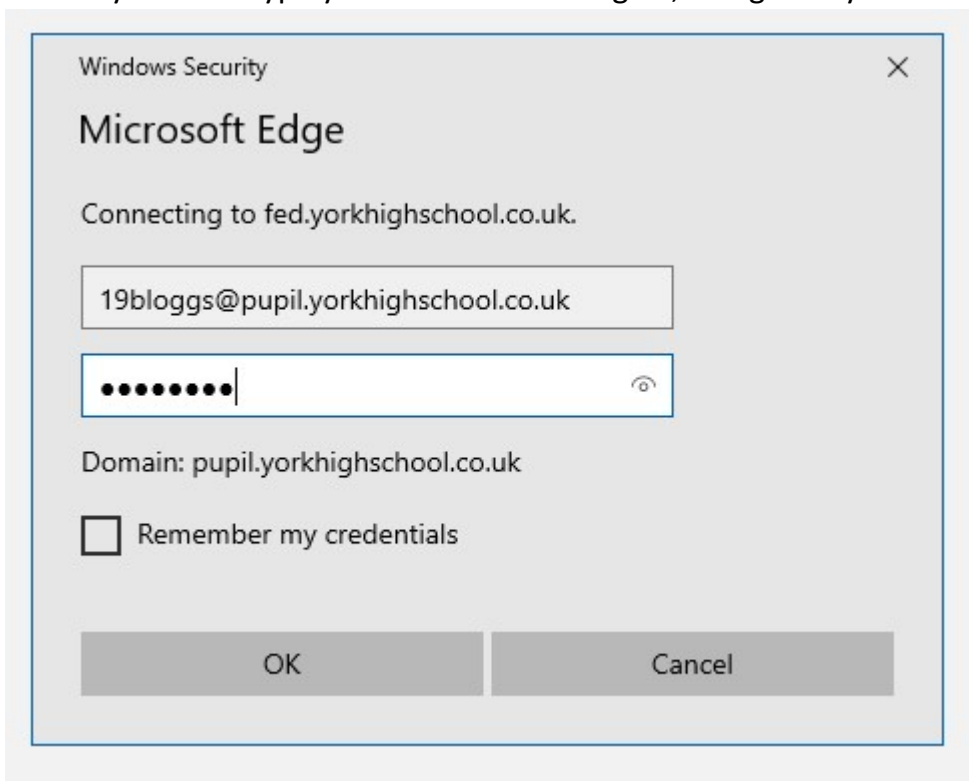 Windows Security
Microsoft Edge
Connecting to fed.yorkhighschool.co.uk.
19bloggs@pupil.yorkhighschool.co.uk
••••••••
Domain: pupil.yorkhighschool.co.uk
Remember my credentials
OK Cancel